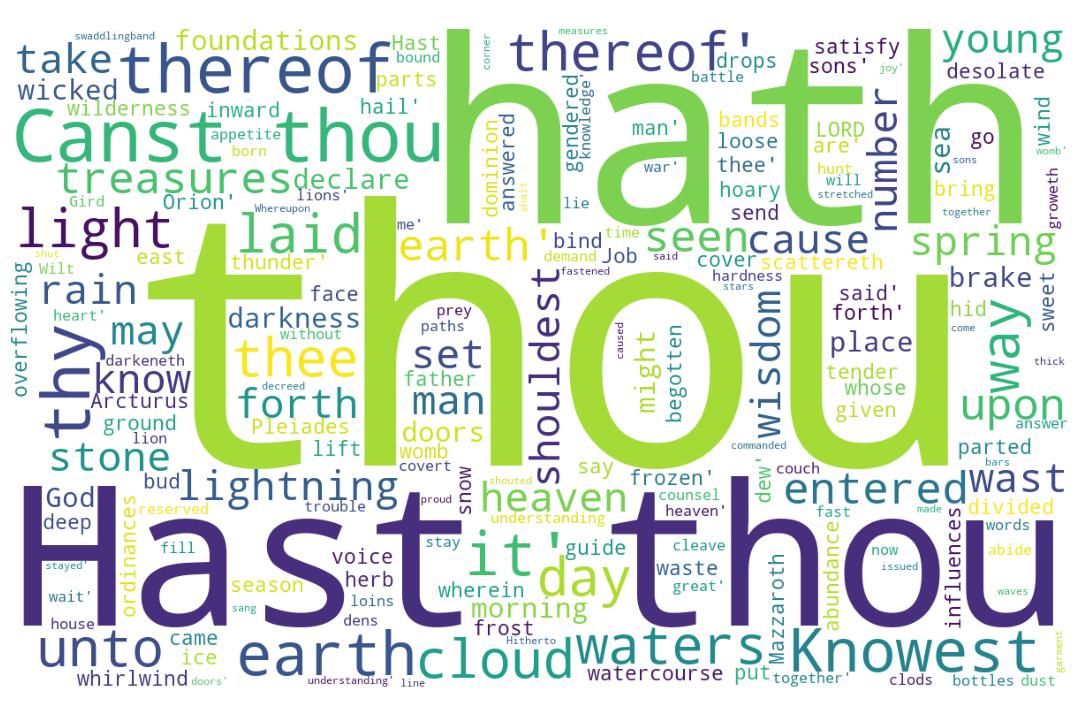 swaddlingband
foundations
Hast
bound
corner
measures
thereof'
drops
satisfy
sons'
joy'
young
desolate
take
wicked
thereof
parts
hath
battle'
wilderness
inward
hail'
Canst thou
appetite
born
answered
dominion
gendered
knowledge'
man'
bands
loose
LORD
are'
number
sea
go
wind
womb'
treasures
declare
Gird
Orion'
lions'
Whereupon
shalt
lie
war'
thee'
hoary
send
hunt
will
stretched
bring
sons
together
groweth
light
laid
me'
earth'
bind
time
demand
Job
said
fastened
seen
cover
cause
hardness
scattereth
stars
spring
shut
Wilt
east
thunder'
overflowing
heart'
rain
thy
may
know
darkeneth
Arcturus
face
darkness
without
thee
decreed
forth
thou
prey
paths
set
father
man
doors
womb
covert
shouldest
caused
might
begotten
wisdom
commanded
said'
forth'
place
tender
whose
given
brake
hid
come
way
sweet
thick
upon
answer
parted
bars
ground
lion
stone
Pleiades
lift
bud
lightning
trouble
proud
snow
shouted
heaven
understanding
say
frozen'
counsel
heaven'
dew'
couch
entered
wast
divided
words
God
deep
ordinances
reserved
Hast thou
stayed'
fill
wait'
house
season
sang
voice
herb
loins
dens
stay
wherein
it'
guide
day
morning
frost
Hitherto
cleave
waste
great'
Mazzaroth
abundance
fast
now
issued
made
influences
abide
waves
garment
unto
came
ice
whirlwind
doors'
earth
understanding'
line
cloud
waters
watercourse
put
together'
Knowest
clods
bottles
dust